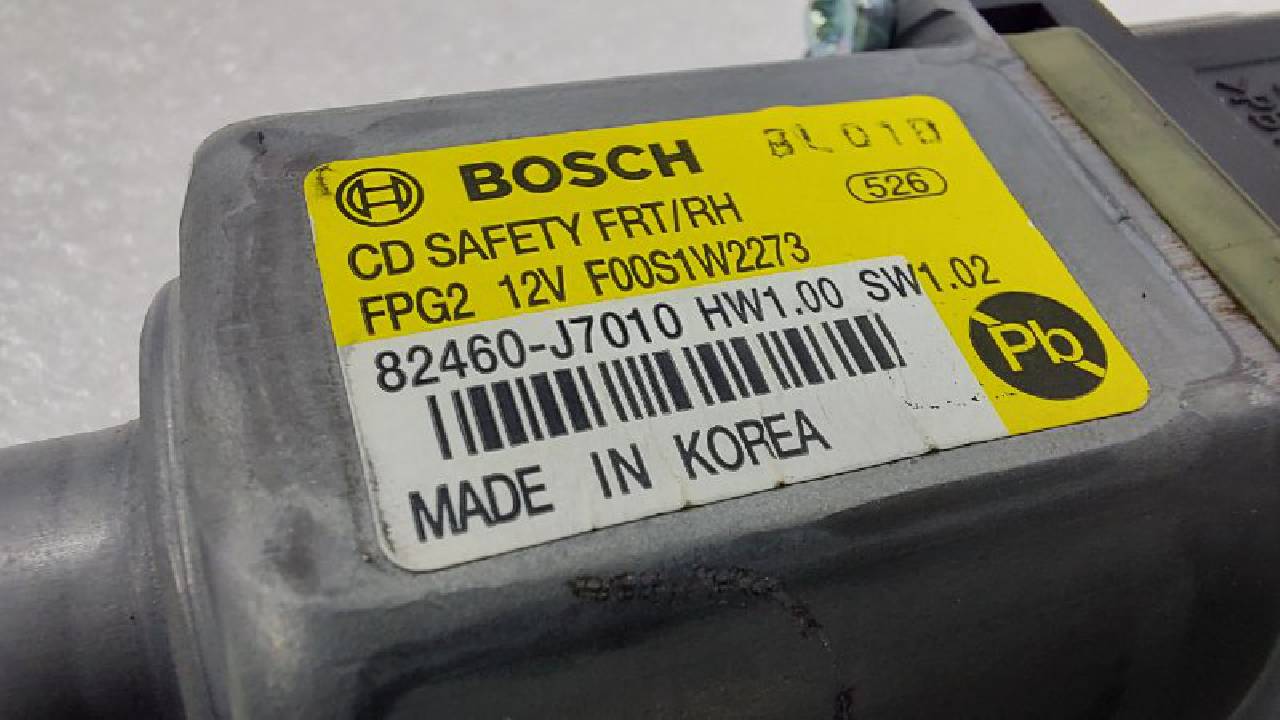 BOSCH
526
CD SAFETY FRT/RH
FPG2 12V F00S1W2273
82460-J7010 HW1.00 SW1.02
Pb
MADE IN KOREA